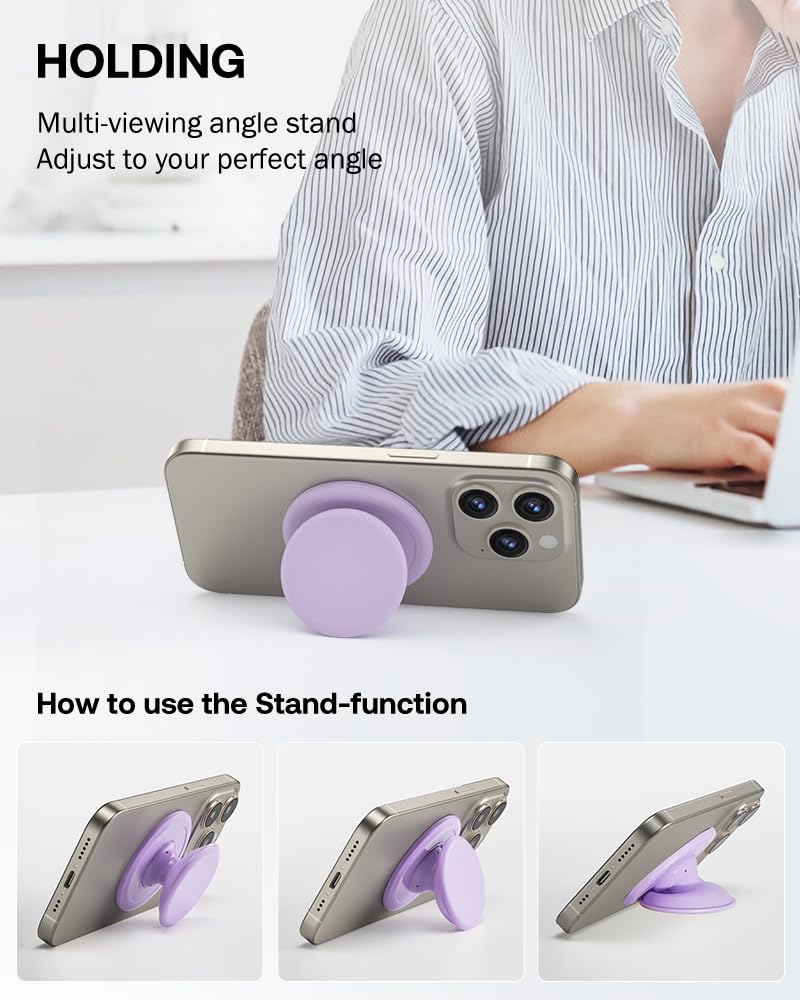 HOLDING
Multi-viewing angle stand
Adjust to your perfect angle
How to use the Stand-function